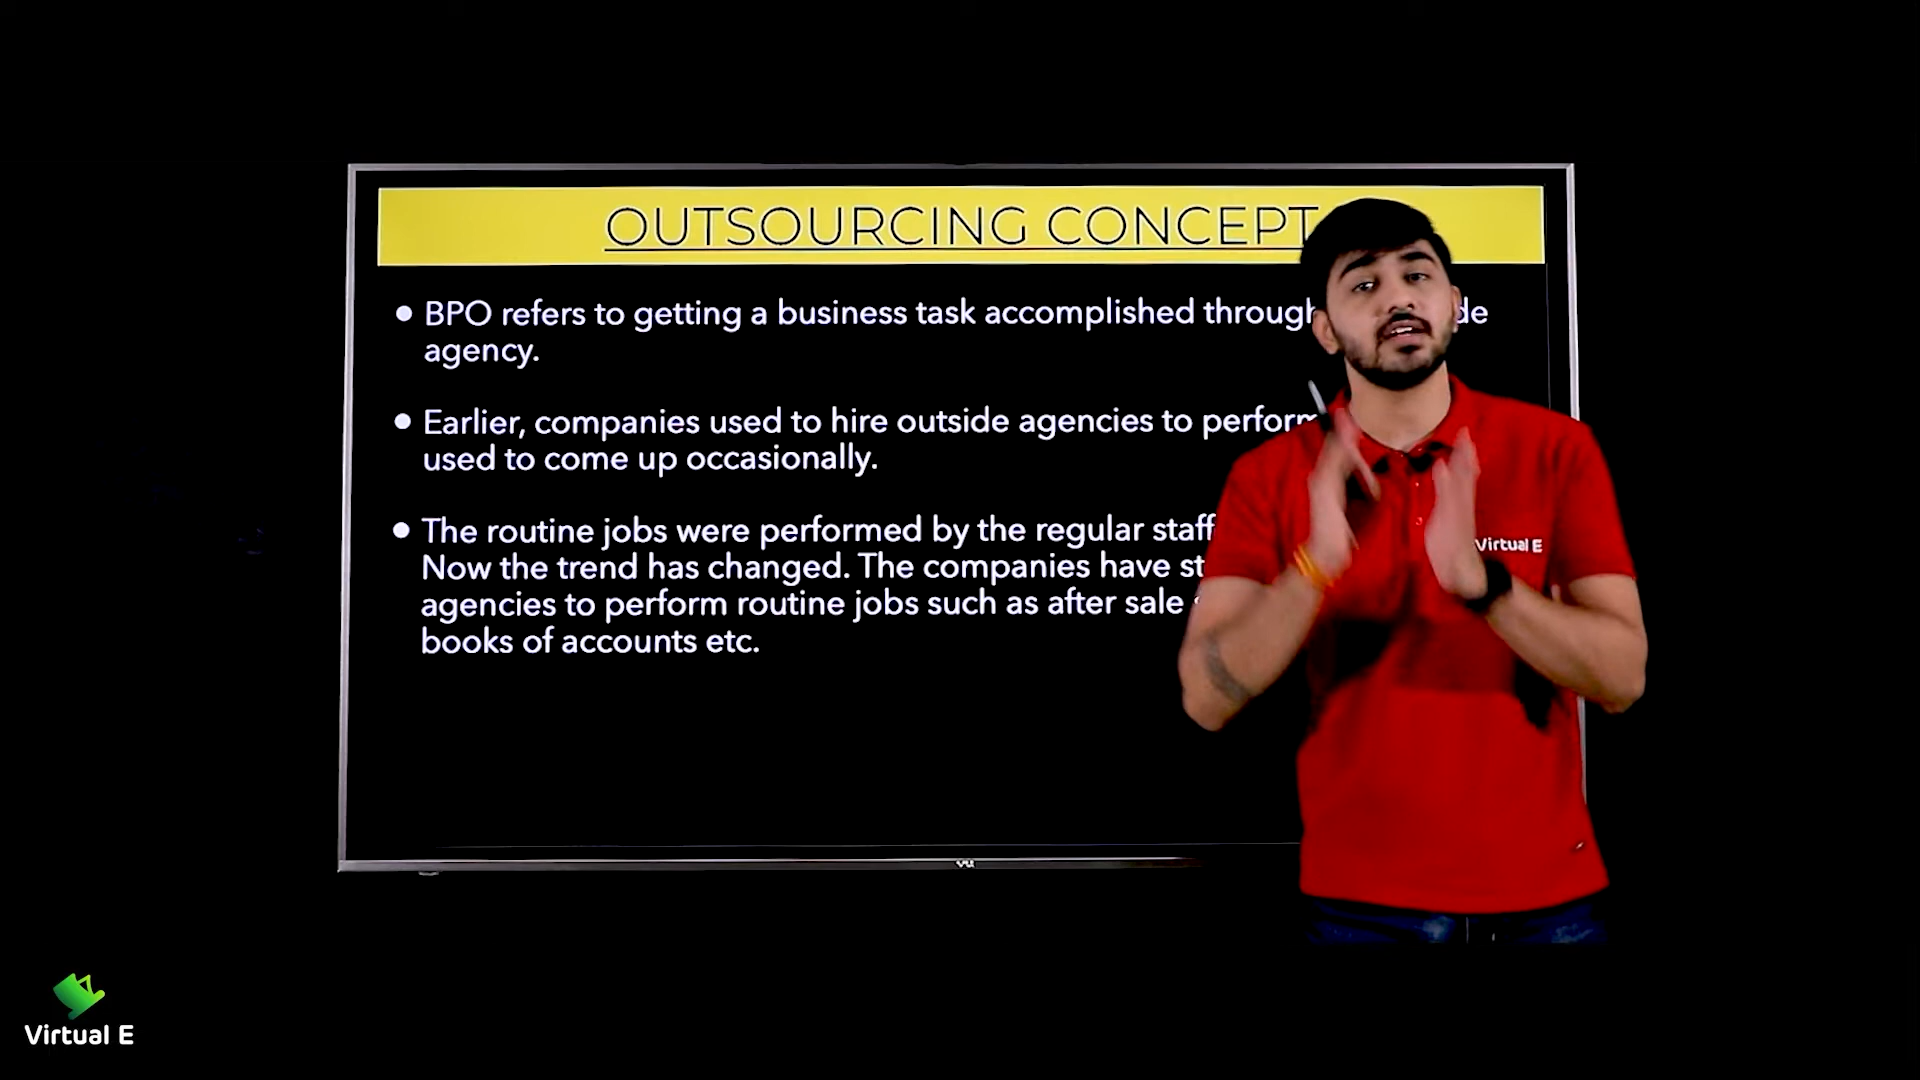 OUTSOURCING CONCEPT
BPO refers to getting a business task accomplished through
agency.
Earlier, companies used to hire outside agencies to perform
used to come up occasionally.
The routine jobs were performed by the regular staff
Now the trend has changed. The companies have
agencies to perform routine jobs such as after sale
books of accounts etc.
Virtual E
vu
Virtual E